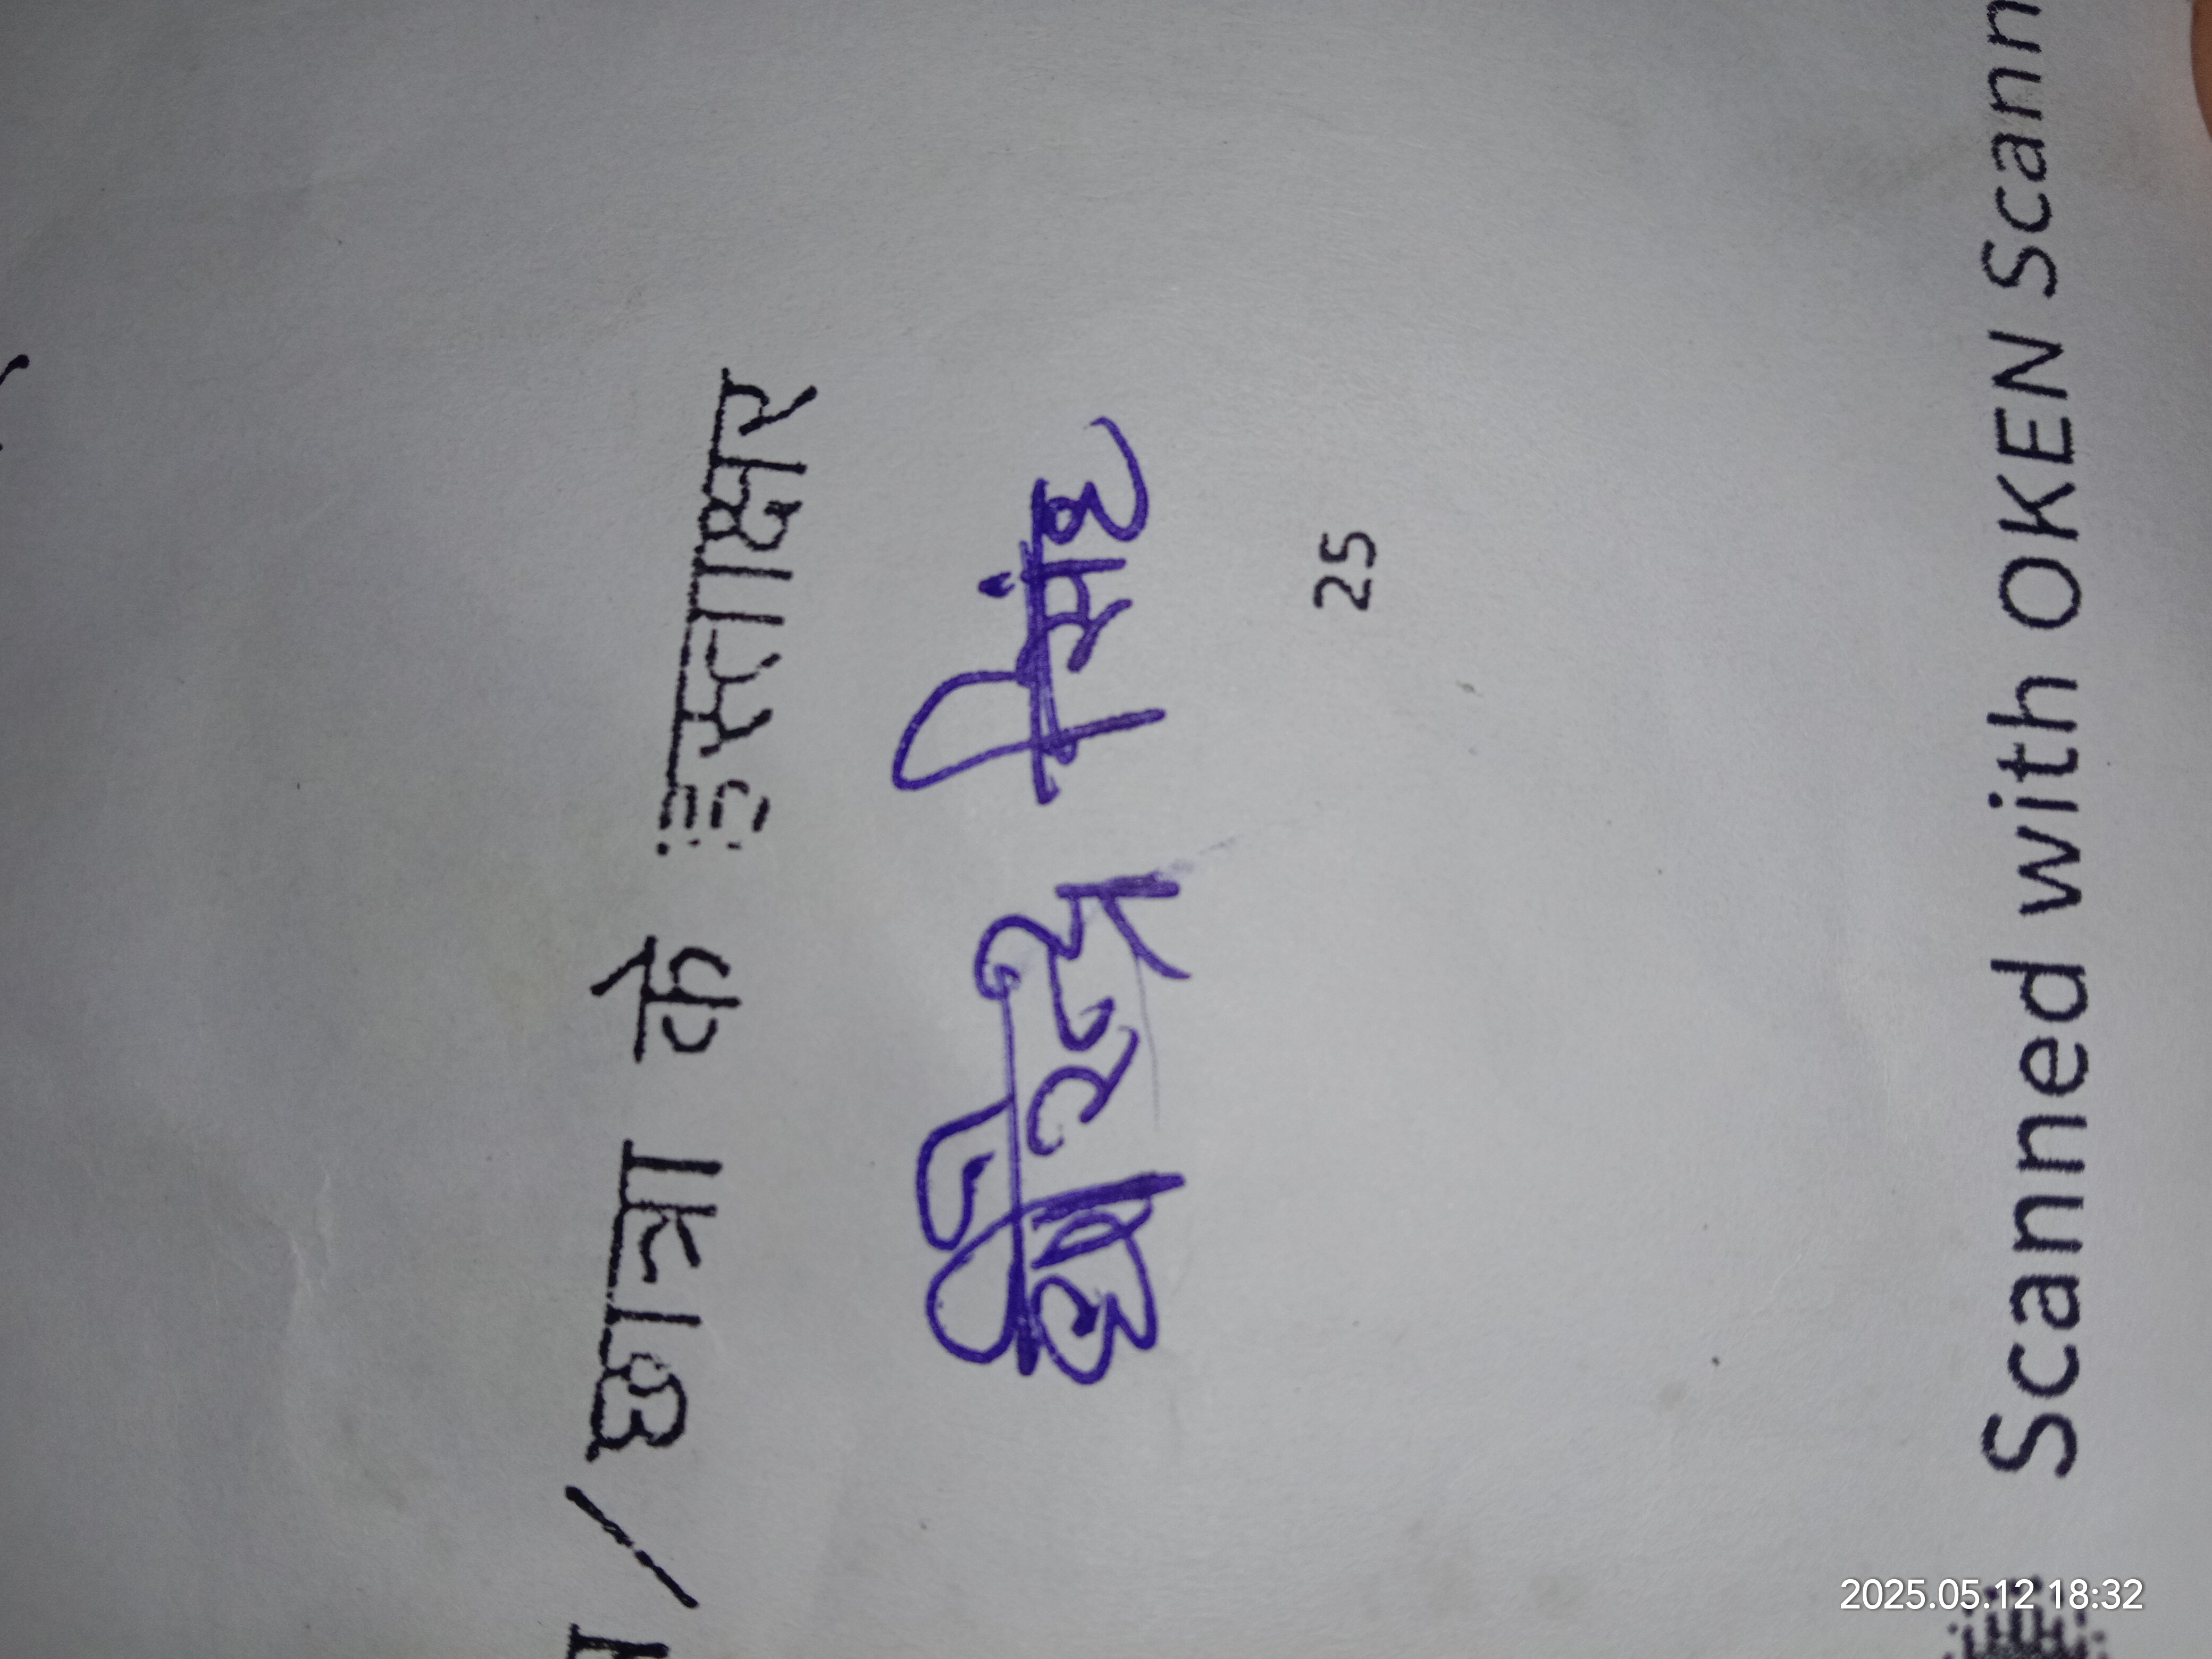 / छात्रा के हस्ताक्षर
सिंह
25
Scanned with OKEN Scann
2025.05.12 18:32